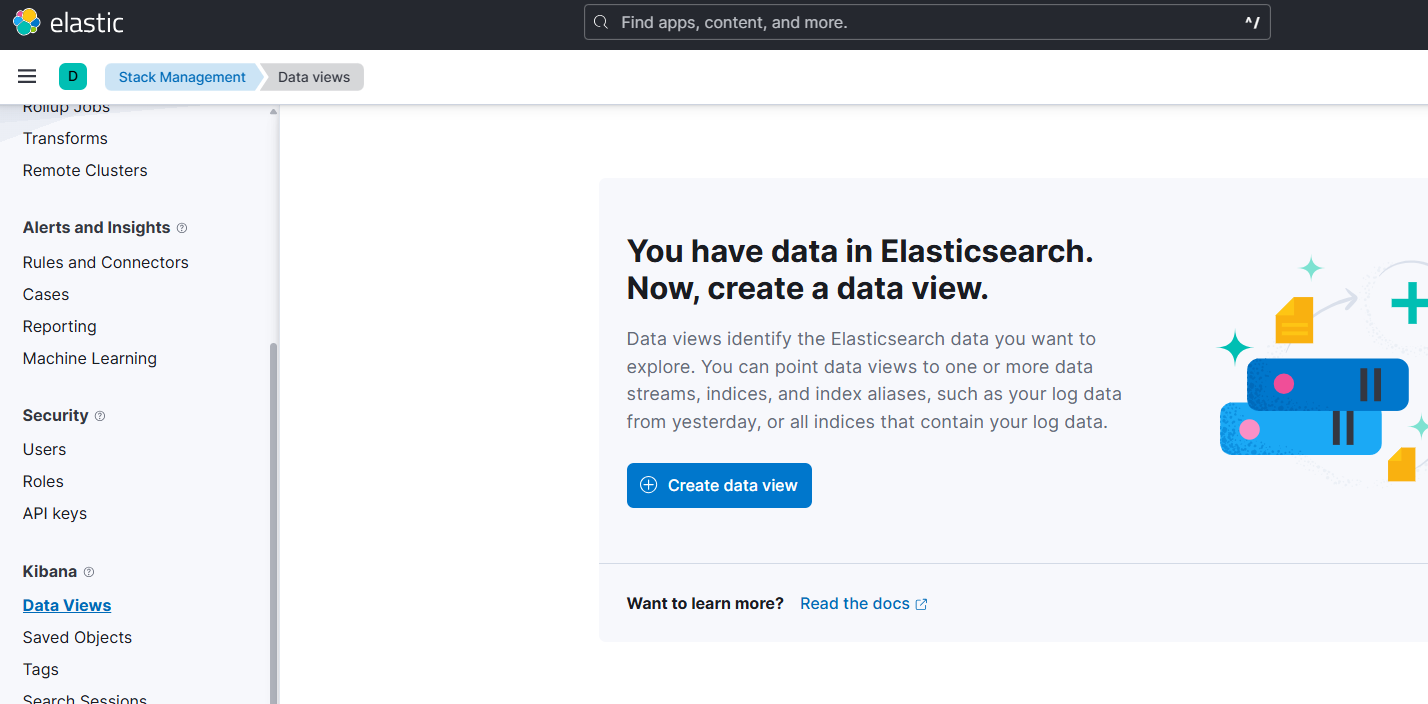 elastic
Find apps, content, and more.
^/
D
Stack Management
Data views
Rollup Jobs
Transforms
Remote Clusters
Alerts and Insights
Rules and Connectors
Cases
Reporting
Machine Learning
Security
Users
Roles
API keys
Kibana
Data Views
Saved Objects
Tags
Search Sessions
You have data in Elasticsearch.
Now, create a data view.
Data views identify the Elasticsearch data you want to
explore. You can point data views to one or more data
streams, indices, and index aliases, such as your log data
from yesterday, or all indices that contain your log data.
Create data view
Want to learn more? Read the docs